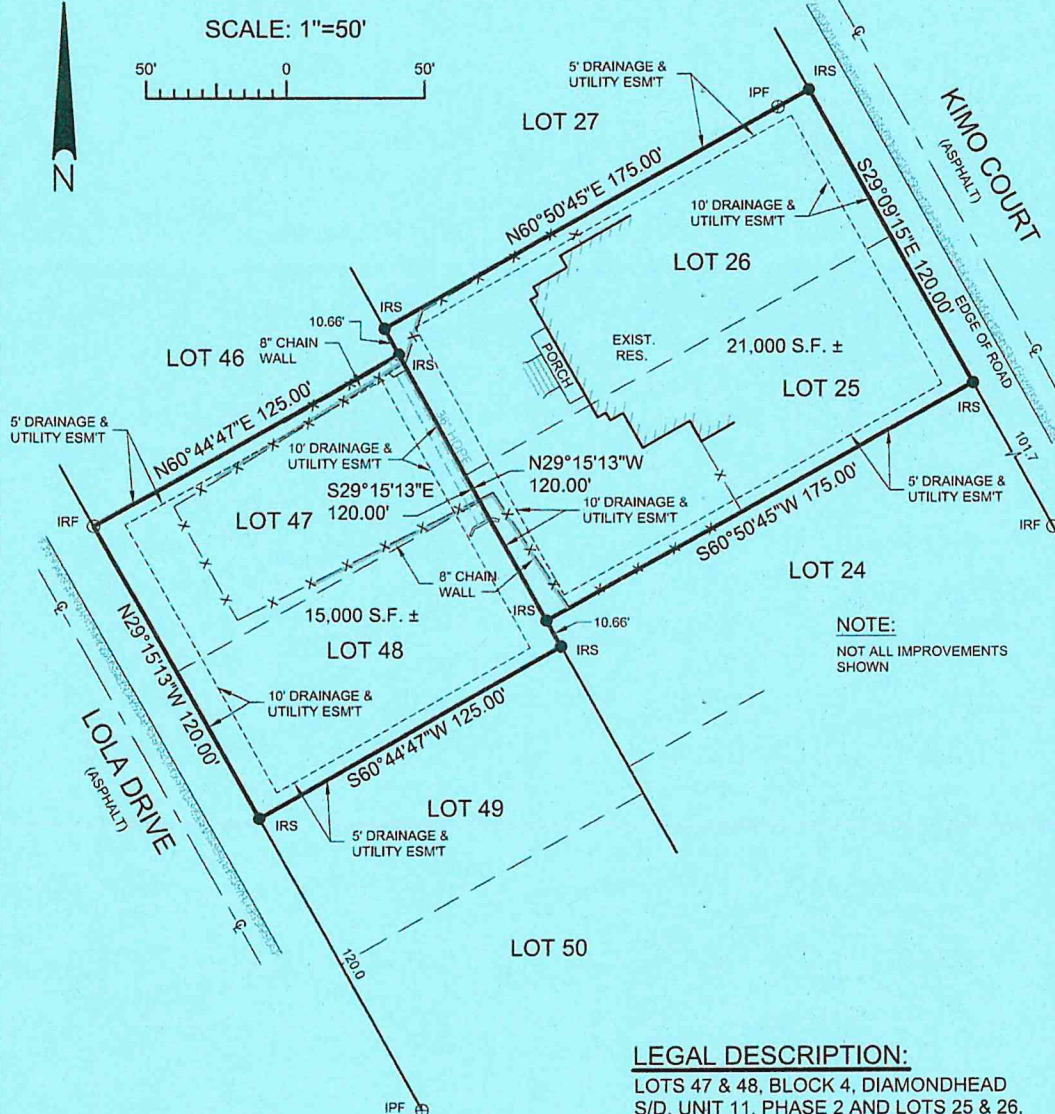 SCALE: 1"=50'
50'
0
50'
N
5' DRAINAGE &
UTILITY ESM'T
IPF
IRS
LOT 27
KIMO COURT
(ASPHALT)
N60°50'45"E 175.00'
10' DRAINAGE &
UTILITY ESM'T
S29°09'15"E 120.00'
EDGE OF ROAD
LOT 26
IRS
10.66'
8" CHAIN
WALL
LOT 46
IRS
EXIST.
RES.
PORCH
21,000 S.F. ±
LOT 25
IRS
5' DRAINAGE &
UTILITY ESM'T
N60°44'47"E 125.00'
10' DRAINAGE &
UTILITY ESM'T
S29°15'13"E
120.00'
N29°15'13"W
120.00'
10' DRAINAGE &
UTILITY ESM'T
5' DRAINAGE &
UTILITY ESM'T
101.7
IRF
IRF
LOT 47
8" CHAIN
WALL
S60°50'45"W 175.00'
LOT 24
15,000 S.F. ±
LOT 48
IRS
10.66'
IRS
NOTE:
NOT ALL IMPROVEMENTS
SHOWN
N29°15'13"W 120.00'
10' DRAINAGE &
UTILITY ESM'T
LOLA DRIVE
(ASPHALT)
S60°44'47"W 125.00'
IRS
LOT 49
5' DRAINAGE &
UTILITY ESM'T
LOT 50
120.0
IPF
LEGAL DESCRIPTION:
LOTS 47 & 48, BLOCK 4, DIAMONDHEAD
S/D, UNIT 11, PHASE 2 AND LOTS 25 & 26,